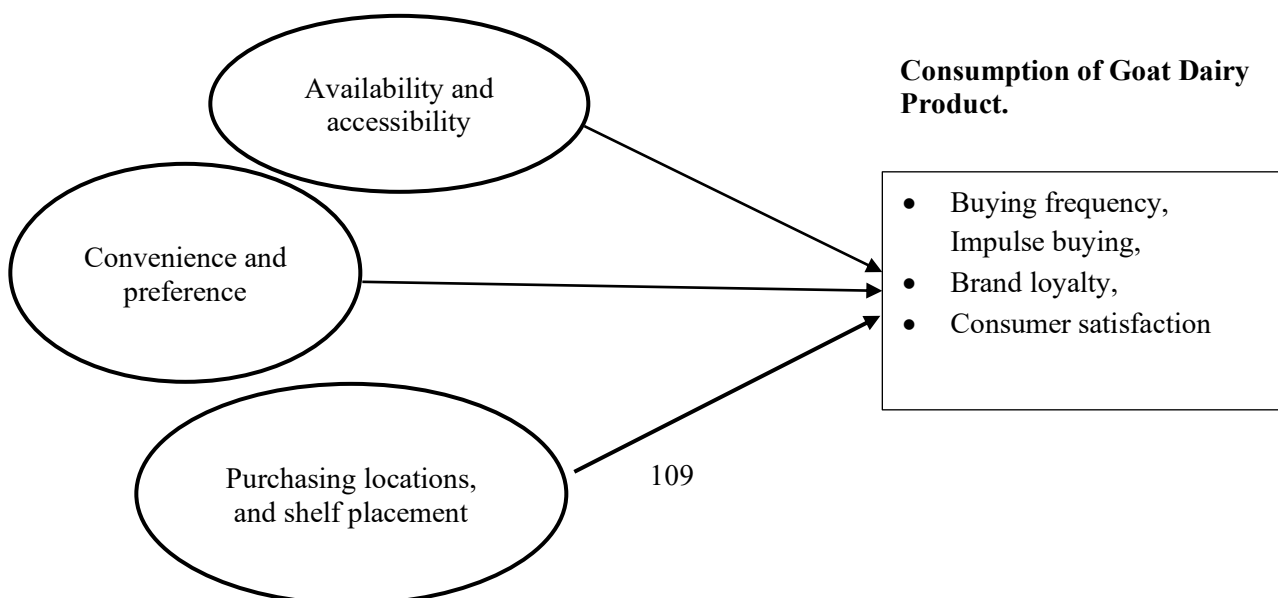 Availability and
accessibility
Consumption of Goat Dairy
Product.
Convenience and
preference
• Buying frequency,
Impulse buying,
• Brand loyalty,
• Consumer satisfaction
Purchasing locations,
and shelf placement
109